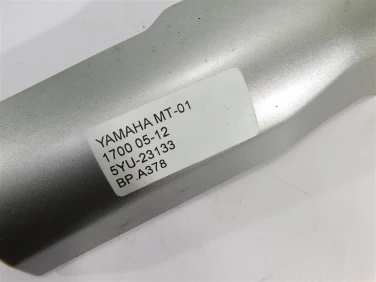 YAMAHA MT-01
1700 05-12
5YU-23133
BP.A378